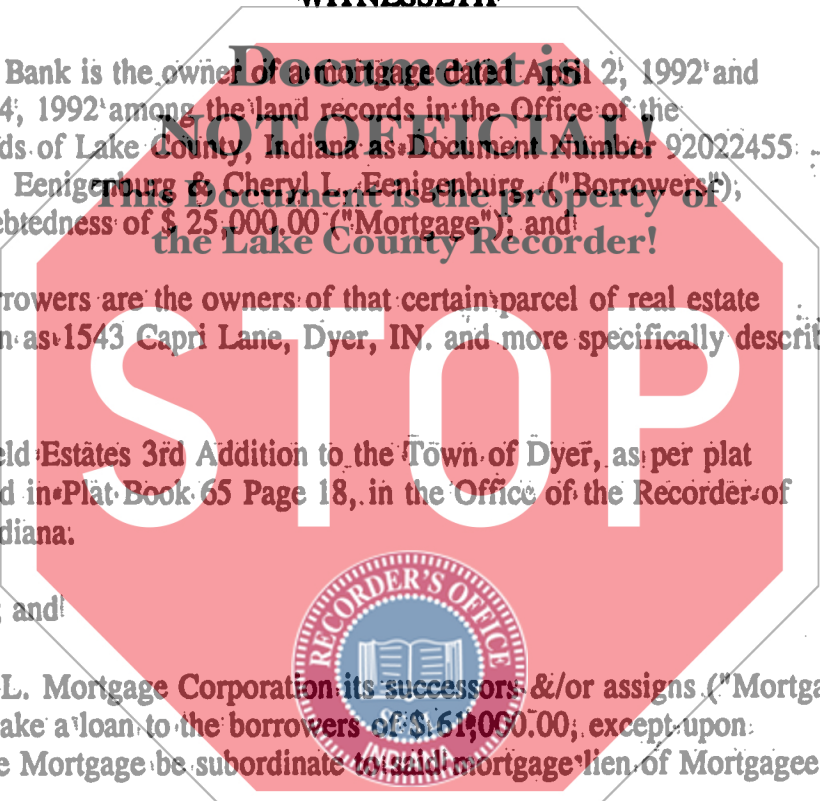 WITNESSETH
Document is
NOT OFFICIAL!
This Document is the property of
the Lake County Recorder!
STOP
Bank is the owner of a mortgage dated April 2, 1992 and
4, 1992 among the land records in the Office of the
ds of Lake County, Indiana as Document Number 92022455
Eenigenburg & Cheryl L. Eenigenburg ("Borrowers");
ebtedness of $ 25,000.00 ("Mortgage"); and
rrowers are the owners of that certain parcel of real estate
n as 1543 Capri Lane, Dyer, IN. and more specifically describ
eld Estates 3rd Addition to the Town of Dyer, as per plat
d in Plat Book 65 Page 18, in the Office of the Recorder of
diana.
; and
L. Mortgage Corporation its successors &/or assigns ("Mortga
ake a loan to the borrowers of $ 61,000.00, except upon
e Mortgage be subordinate to said mortgage lien of Mortgagee
RECORDER'S OFFICE
SEAL
INDIANA